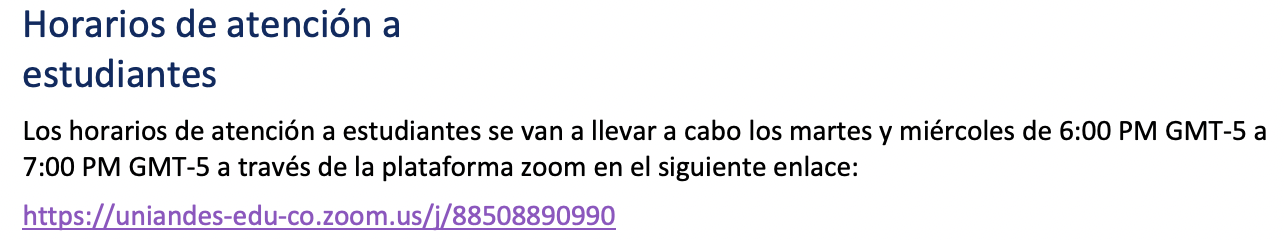 Horarios de atención a
estudiantes
Los horarios de atención a estudiantes se van a llevar a cabo los martes y miércoles de 6:00 PM GMT-5 a
7:00 PM GMT-5 a través de la plataforma zoom en el siguiente enlace:
https://uniandes-edu-co.zoom.us/j/88508890990